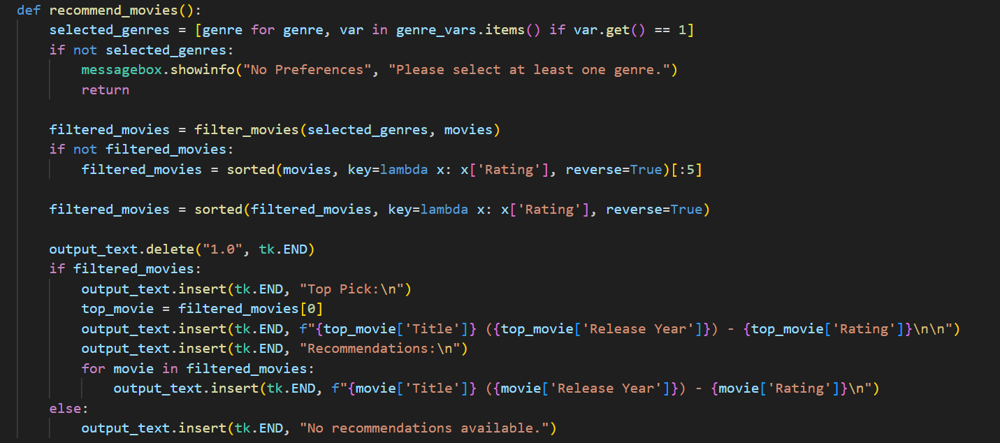 def recommend_movies():
    selected_genres = [genre for genre, var in genre_vars.items() if var.get() == 1]
    if not selected_genres:
        messagebox.showinfo("No Preferences", "Please select at least one genre.")
        return

    filtered_movies = filter_movies(selected_genres, movies)
    if not filtered_movies:
        filtered_movies = sorted(movies, key=lambda x: x['Rating'], reverse=True)[:5]

    filtered_movies = sorted(filtered_movies, key=lambda x: x['Rating'], reverse=True)

    output_text.delete("1.0", tk.END)
    if filtered_movies:
        output_text.insert(tk.END, "Top Pick:\n")
        top_movie = filtered_movies[0]
        output_text.insert(tk.END, f"{top_movie['Title']} ({top_movie['Release Year']}) - {top_movie['Rating']}\n\n")
        output_text.insert(tk.END, "Recommendations:\n")
        for movie in filtered_movies:
            output_text.insert(tk.END, f"{movie['Title']} ({movie['Release Year']}) - {movie['Rating']}\n")
    else:
        output_text.insert(tk.END, "No recommendations available.")